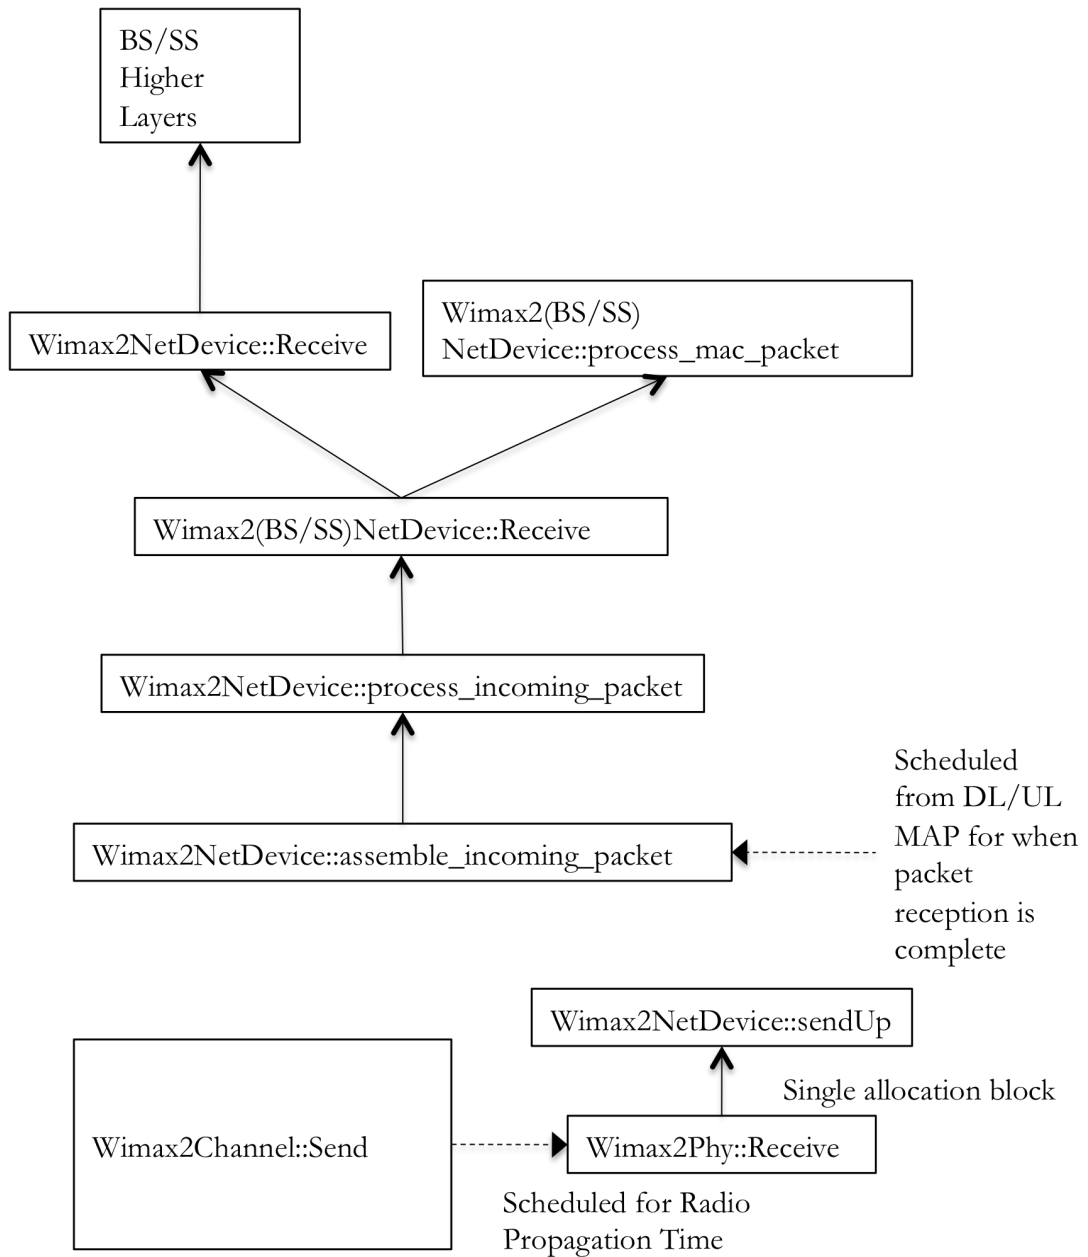 BS/SS
Higher
Layers
Wimax2(BS/SS)
NetDevice::process_mac_packet
Wimax2NetDevice::Receive
Wimax2(BS/SS)NetDevice::Receive
Wimax2NetDevice::process_incoming_packet
Scheduled
from DL/UL
MAP for when
packet
reception is
complete
Wimax2NetDevice::assemble_incoming_packet
Wimax2NetDevice::sendUp
Single allocation block
Wimax2Channel::Send
Wimax2Phy::Receive
Scheduled for Radio
Propagation Time